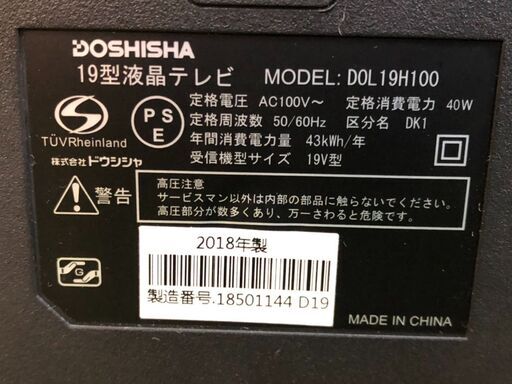 DOSHISHA
19型液晶テレビ MODEL: DOL19H100
定格電圧 AC100V～ 定格消費電力 40W
定格周波数 50/60Hz 区分名 DK1
年間消費電力量 43kWh/年
受信機型サイズ 19V型
S
TÜVRheinland
PS
E
株式会社ドウシシャ
警告
高圧注意
サービスマン以外は内部の部品に触らないでください。
高圧部分が数多くあり、万一さわると危険です。
G
2018年製
製造番号.18501144 D19
MADE IN CHINA